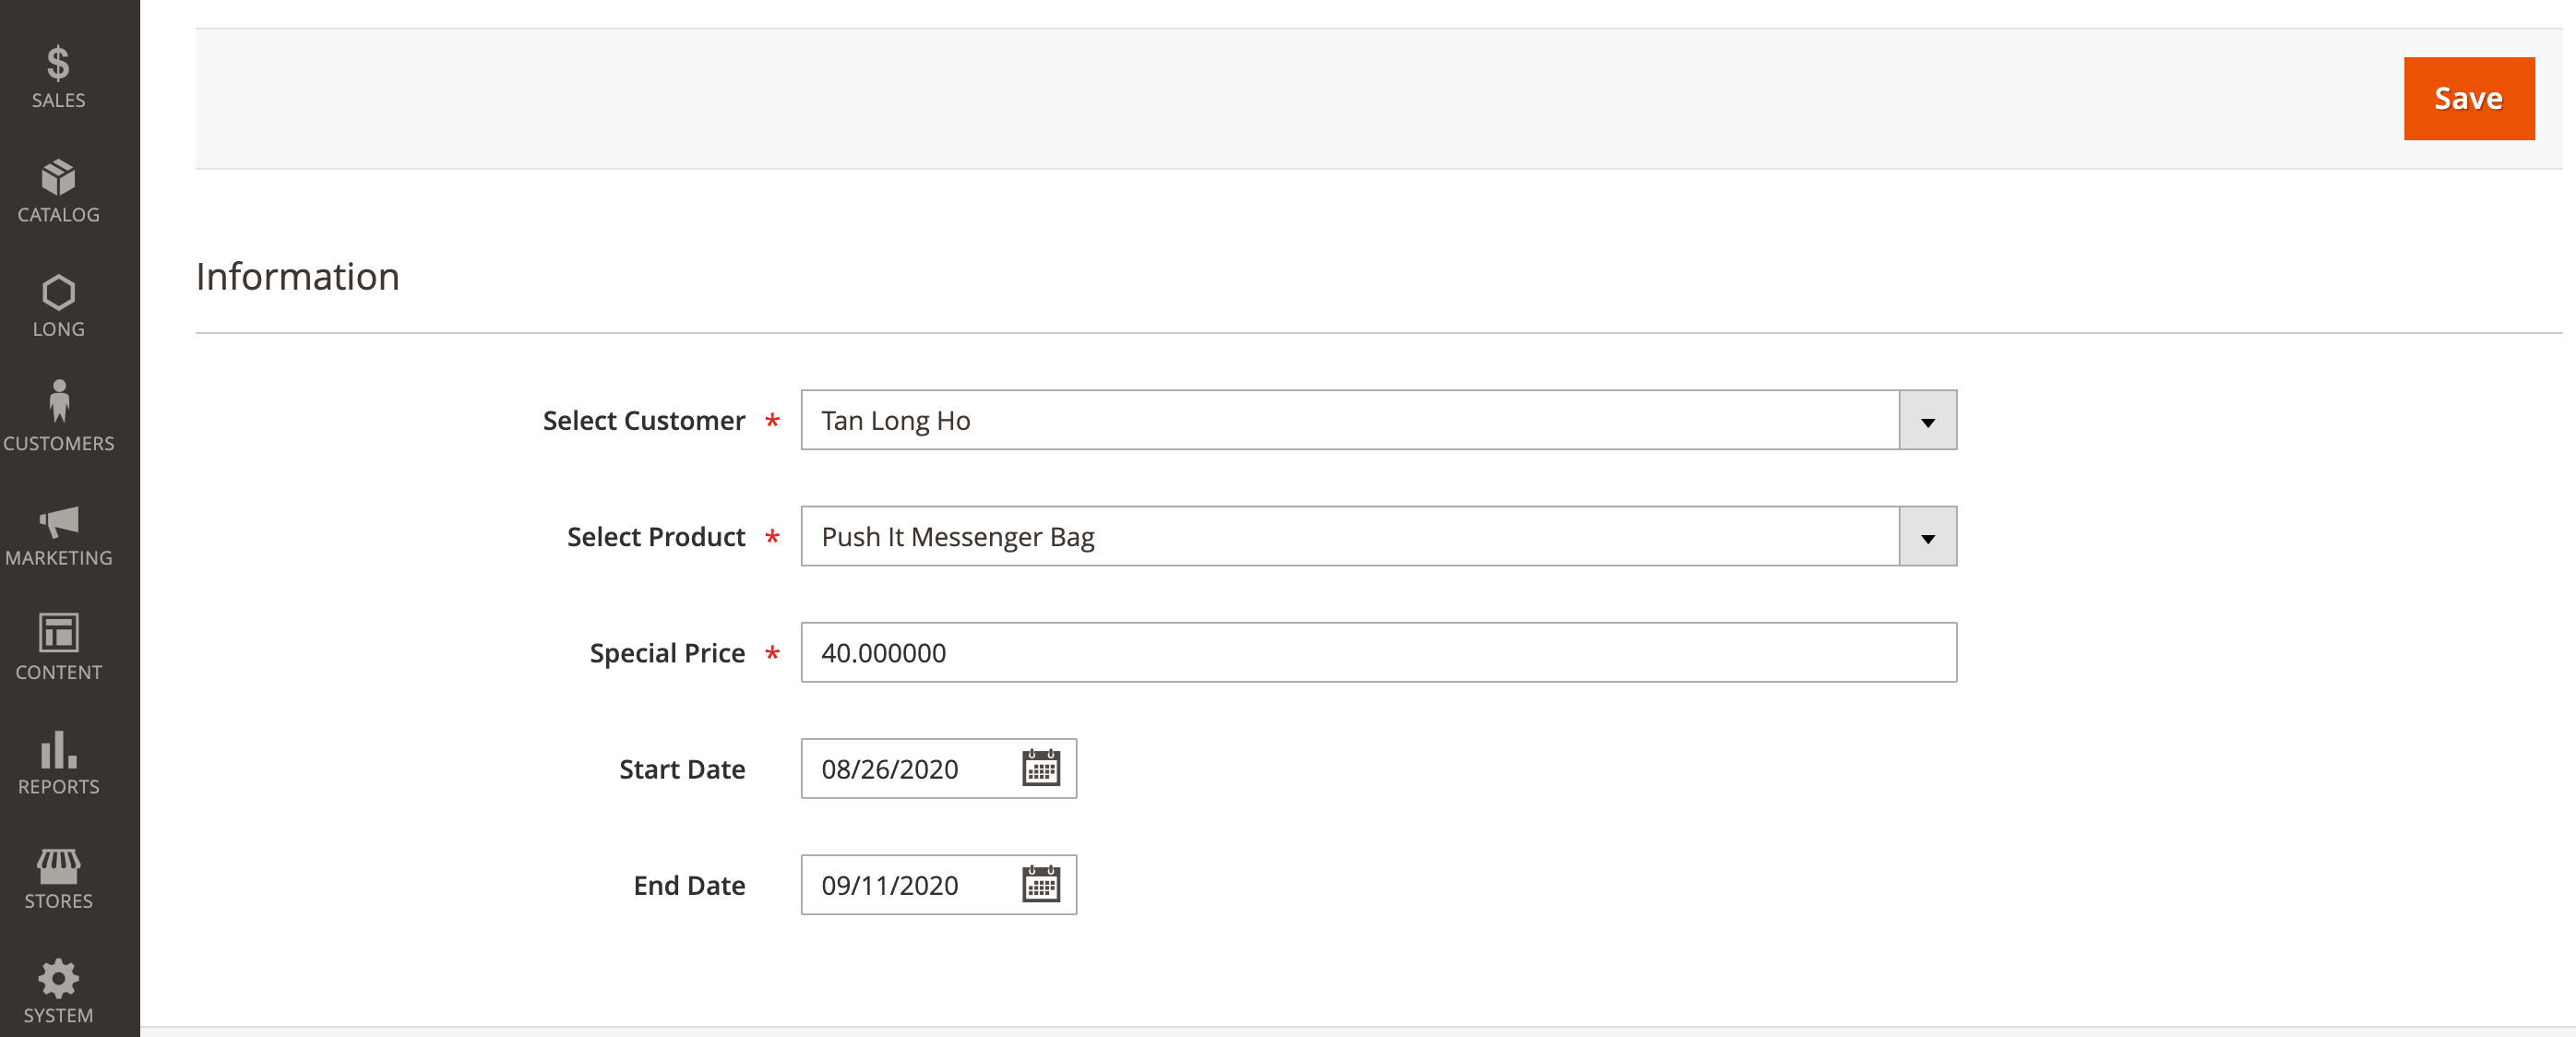 SALES
CATALOG
LONG
CUSTOMERS
MARKETING
CONTENT
REPORTS
STORES
SYSTEM
Save
Information
Select Customer * Tan Long Ho
Select Product * Push It Messenger Bag
Special Price * 40.000000
Start Date 08/26/2020
End Date 09/11/2020